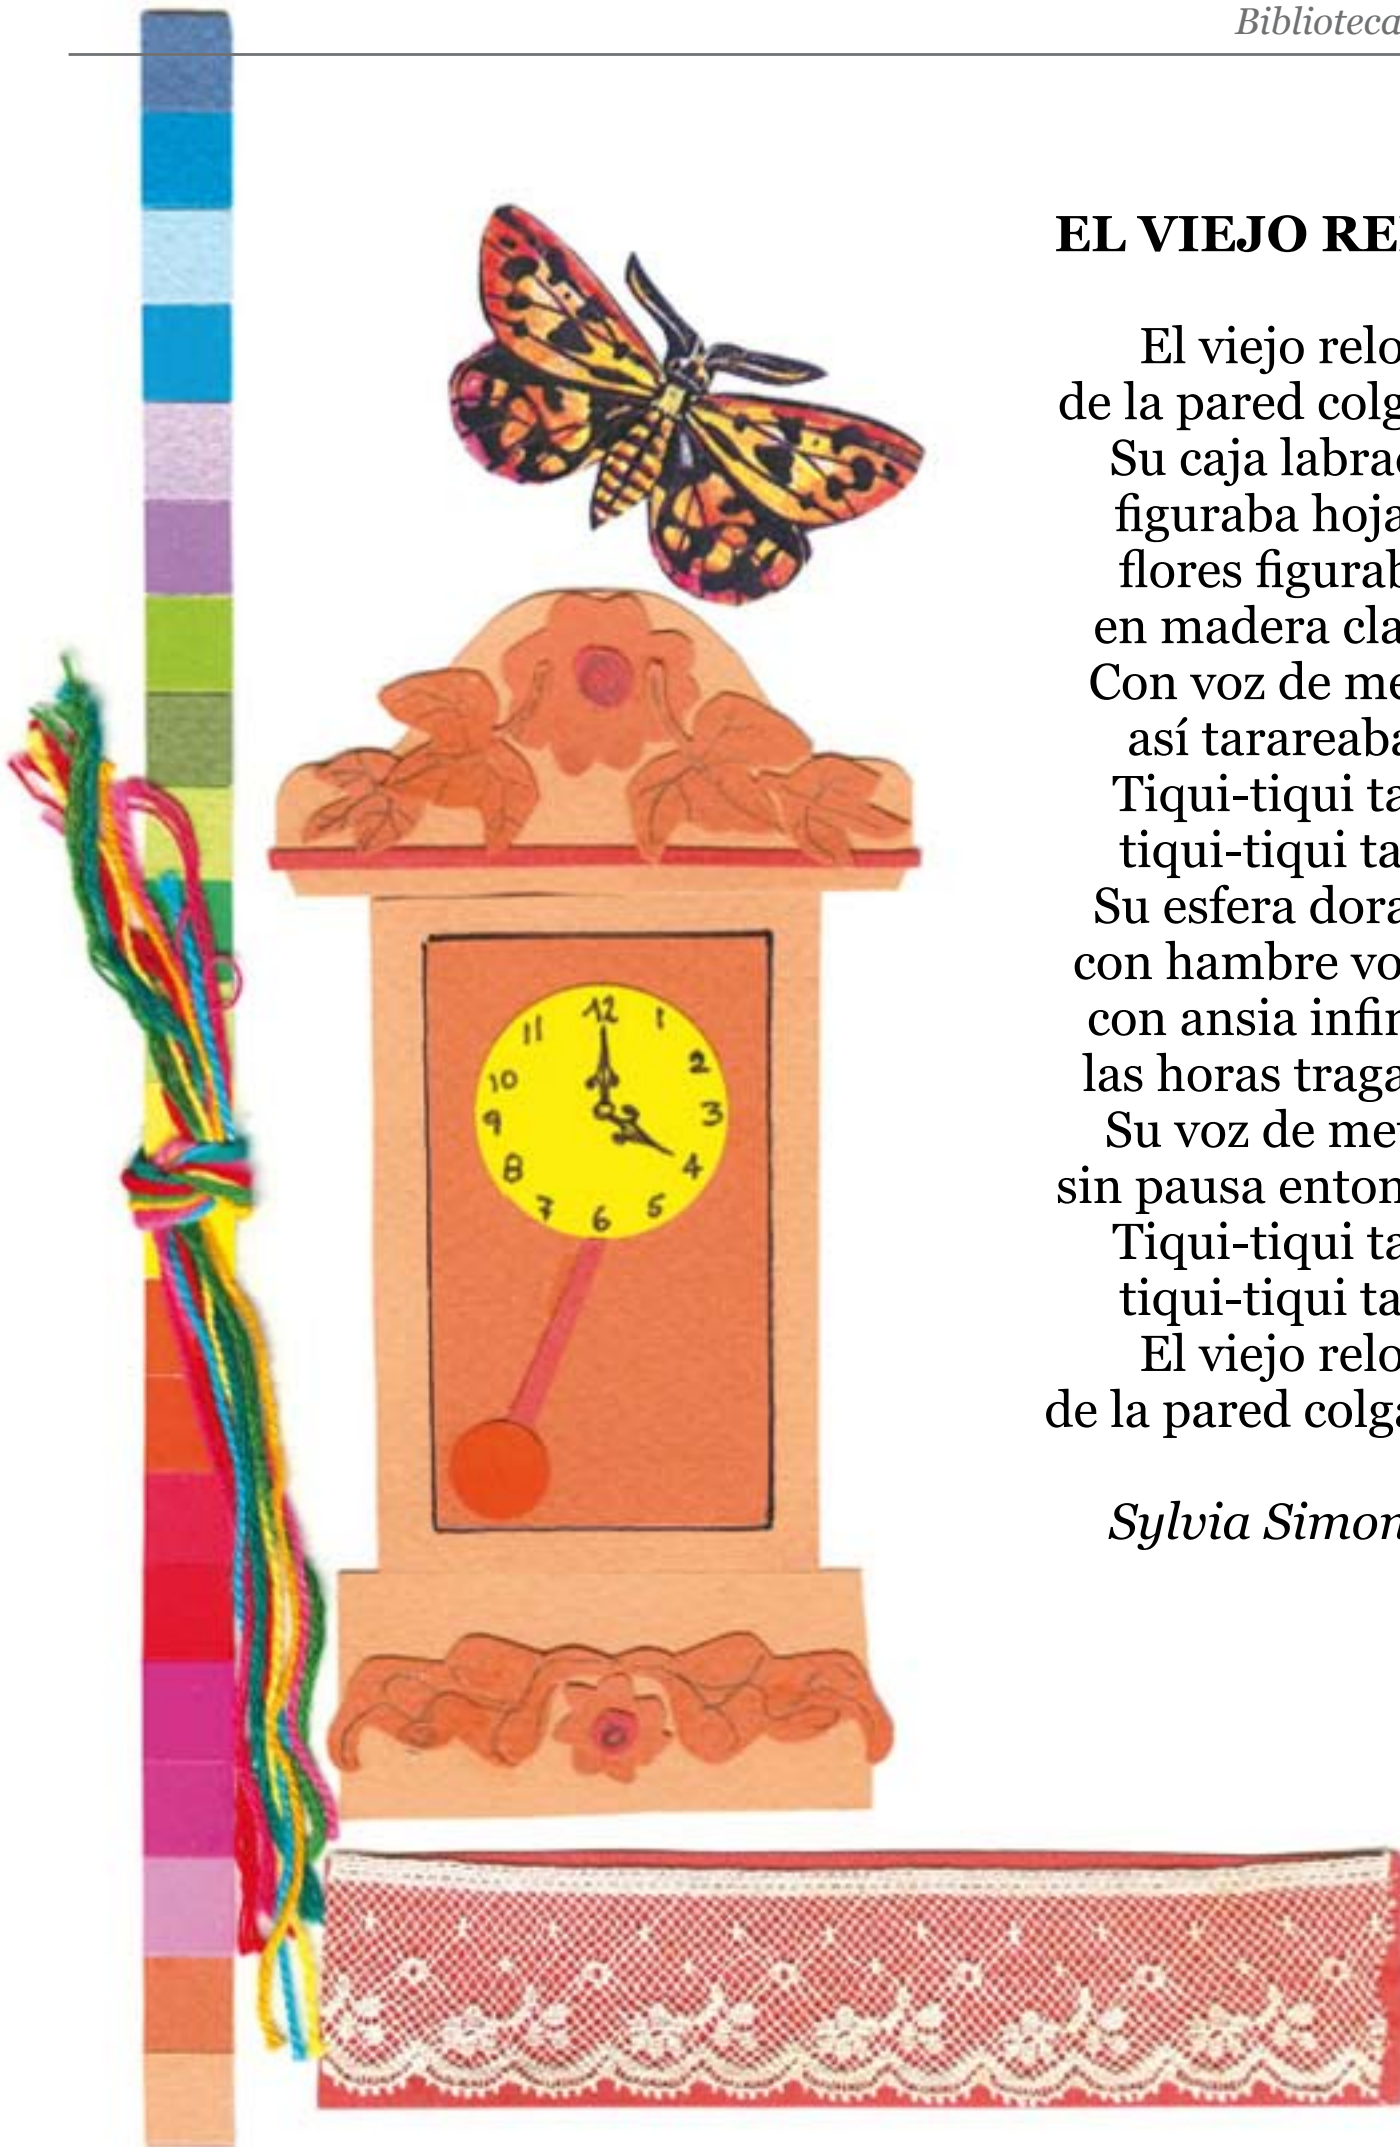 Biblioteca
EL VIEJO RE
El viejo relo
de la pared colg
Su caja labra
figuraba hoja
flores figurab
en madera cla
Con voz de me
así tarareaba
Tiqui-tiqui ta
tiqui-tiqui ta
Su esfera dora
con hambre vo
con ansia infin
las horas traga
Su voz de met
sin pausa enton
Tiqui-tiqui ta
tiqui-tiqui ta
El viejo relo
de la pared colga
Sylvia Simon
12
11 1
10 2
9 3
8 4
7 5
6